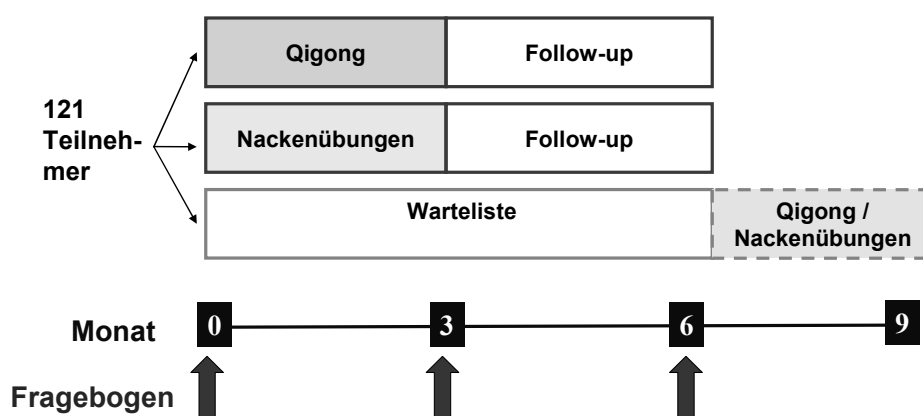 Qigong
Follow-up
121
Teilneh-
mer
Nackenübungen
Follow-up
Warteliste
Qigong /
Nackenübungen
Monat
0
3
6
9
Fragebogen